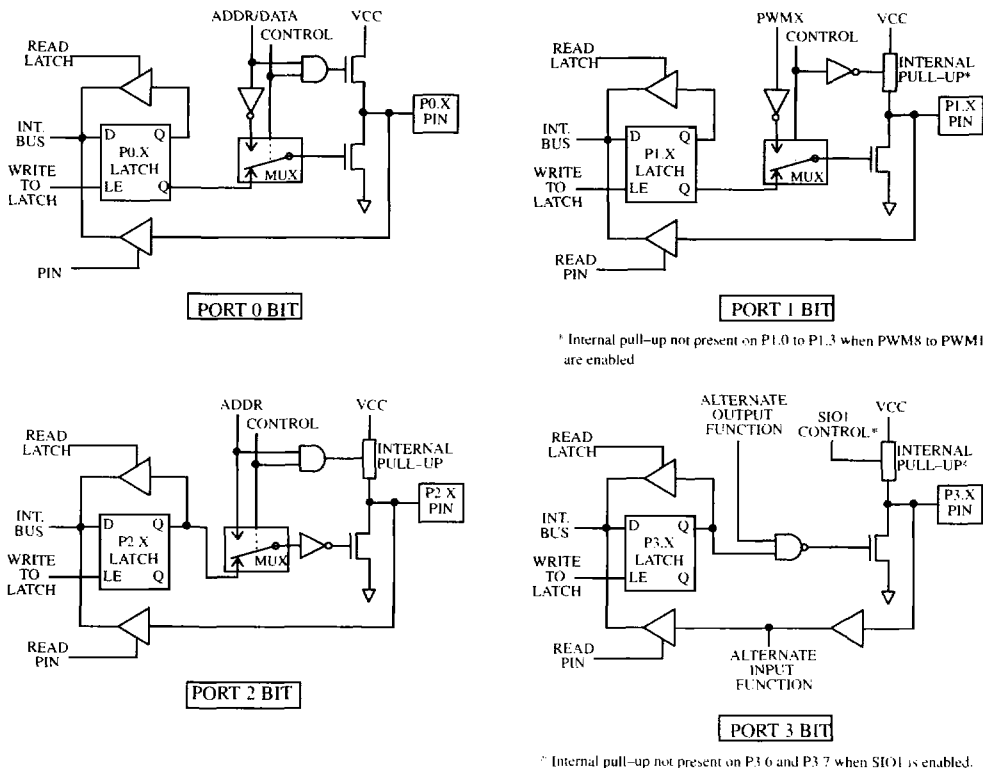 ADDR/DATA
CONTROL
VCC
READ
LATCH
P0.X
PIN
INT.
BUS
D
Q
P0.X
LATCH
MUX
WRITE
TO
LATCH
LE
Q
PIN
PORT 0 BIT
PWMX
CONTROL
VCC
READ
LATCH
INTERNAL
PULL-UP*
P1.X
PIN
INT.
BUS
D
Q
P1.X
LATCH
MUX
WRITE
TO
LATCH
LE
Q
READ
PIN
PORT 1 BIT
* Internal pull-up not present on P1.0 to P1.3 when PWM8 to PWM1
are enabled
ADDR
CONTROL
VCC
READ
LATCH
INTERNAL
PULL-UP
P2.X
PIN
INT.
BUS
D
Q
P2.X
LATCH
MUX
WRITE
TO
LATCH
LE
Q
READ
PIN
PORT 2 BIT
ALTERNATE
OUTPUT
FUNCTION
SIO1
CONTROL*
VCC
READ
LATCH
INTERNAL
PULL-UP*
P3.X
PIN
INT.
BUS
D
Q
P3.X
LATCH
WRITE
TO
LATCH
LE
Q
READ
PIN
ALTERNATE
INPUT
FUNCTION
PORT 3 BIT
* Internal pull-up not present on P3.6 and P3.7 when SIO1 is enabled.